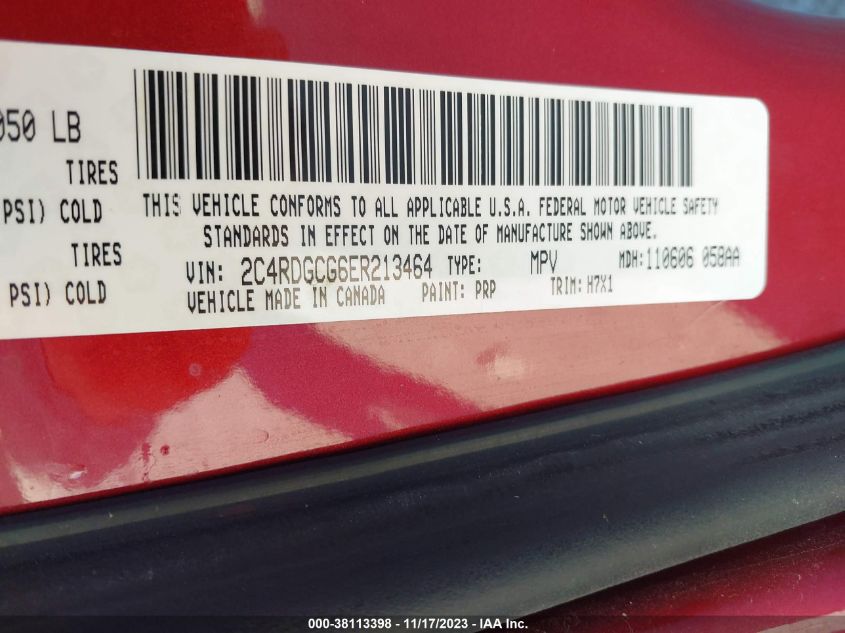 050 LB
TIRES
PSI) COLD
TIRES
PSI) COLD
THIS VEHICLE CONFORMS TO ALL APPLICABLE U.S.A. FEDERAL MOTOR VEHICLE SAFETY
STANDARDS IN EFFECT ON THE DATE OF MANUFACTURE SHOWN ABOVE.
VIN: 2C4RDGCG6ER213464 TYPE: MPV MDH:110606 058AA
VEHICLE MADE IN CANADA PAINT: PRP TRIM: H7X1
000-38113398 - 11/17/2023 - IAA Inc.